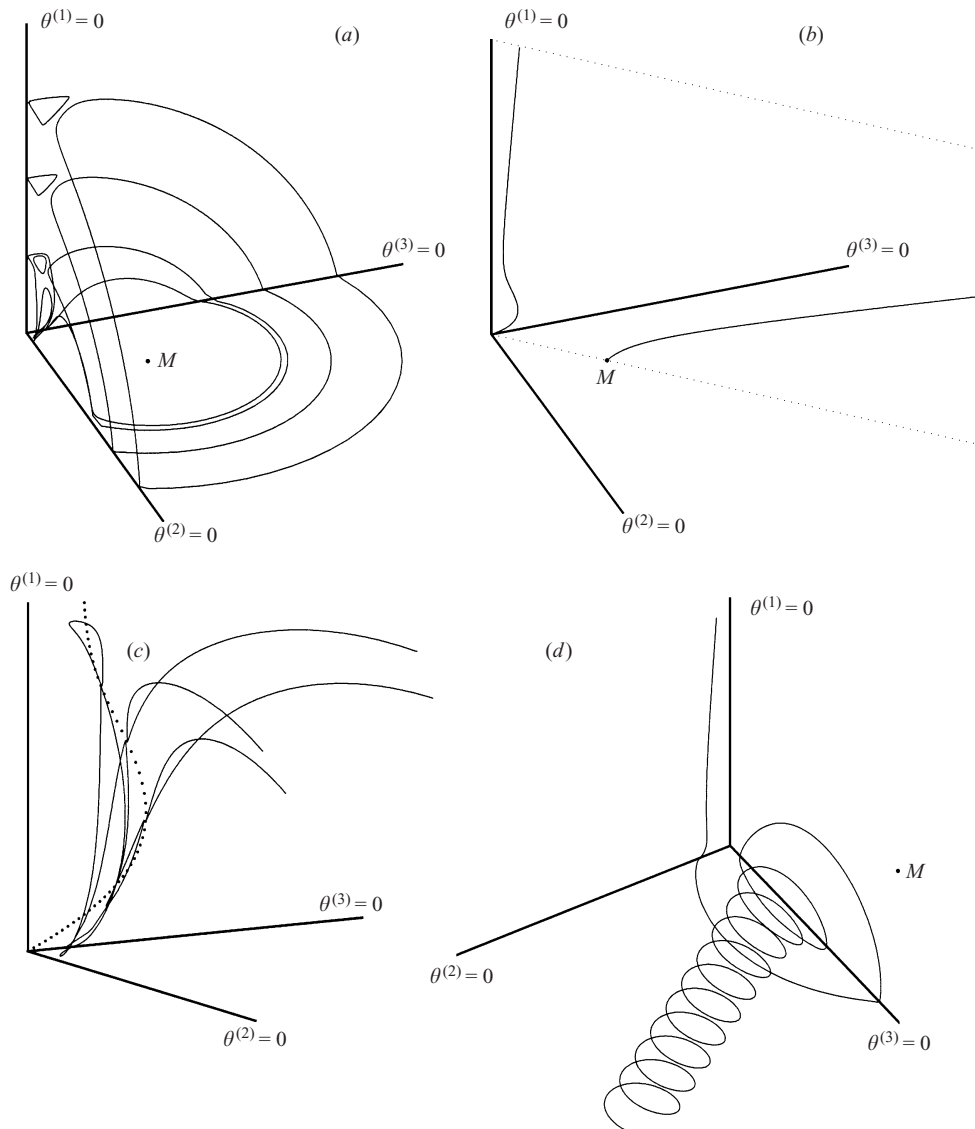 θ(1) = 0
(a)
θ(3) = 0
M
θ(2) = 0
θ(1) = 0
(b)
θ(3) = 0
M
θ(2) = 0
θ(1) = 0
(c)
θ(3) = 0
θ(2) = 0
(d)
θ(1) = 0
M
θ(2) = 0
θ(3) = 0